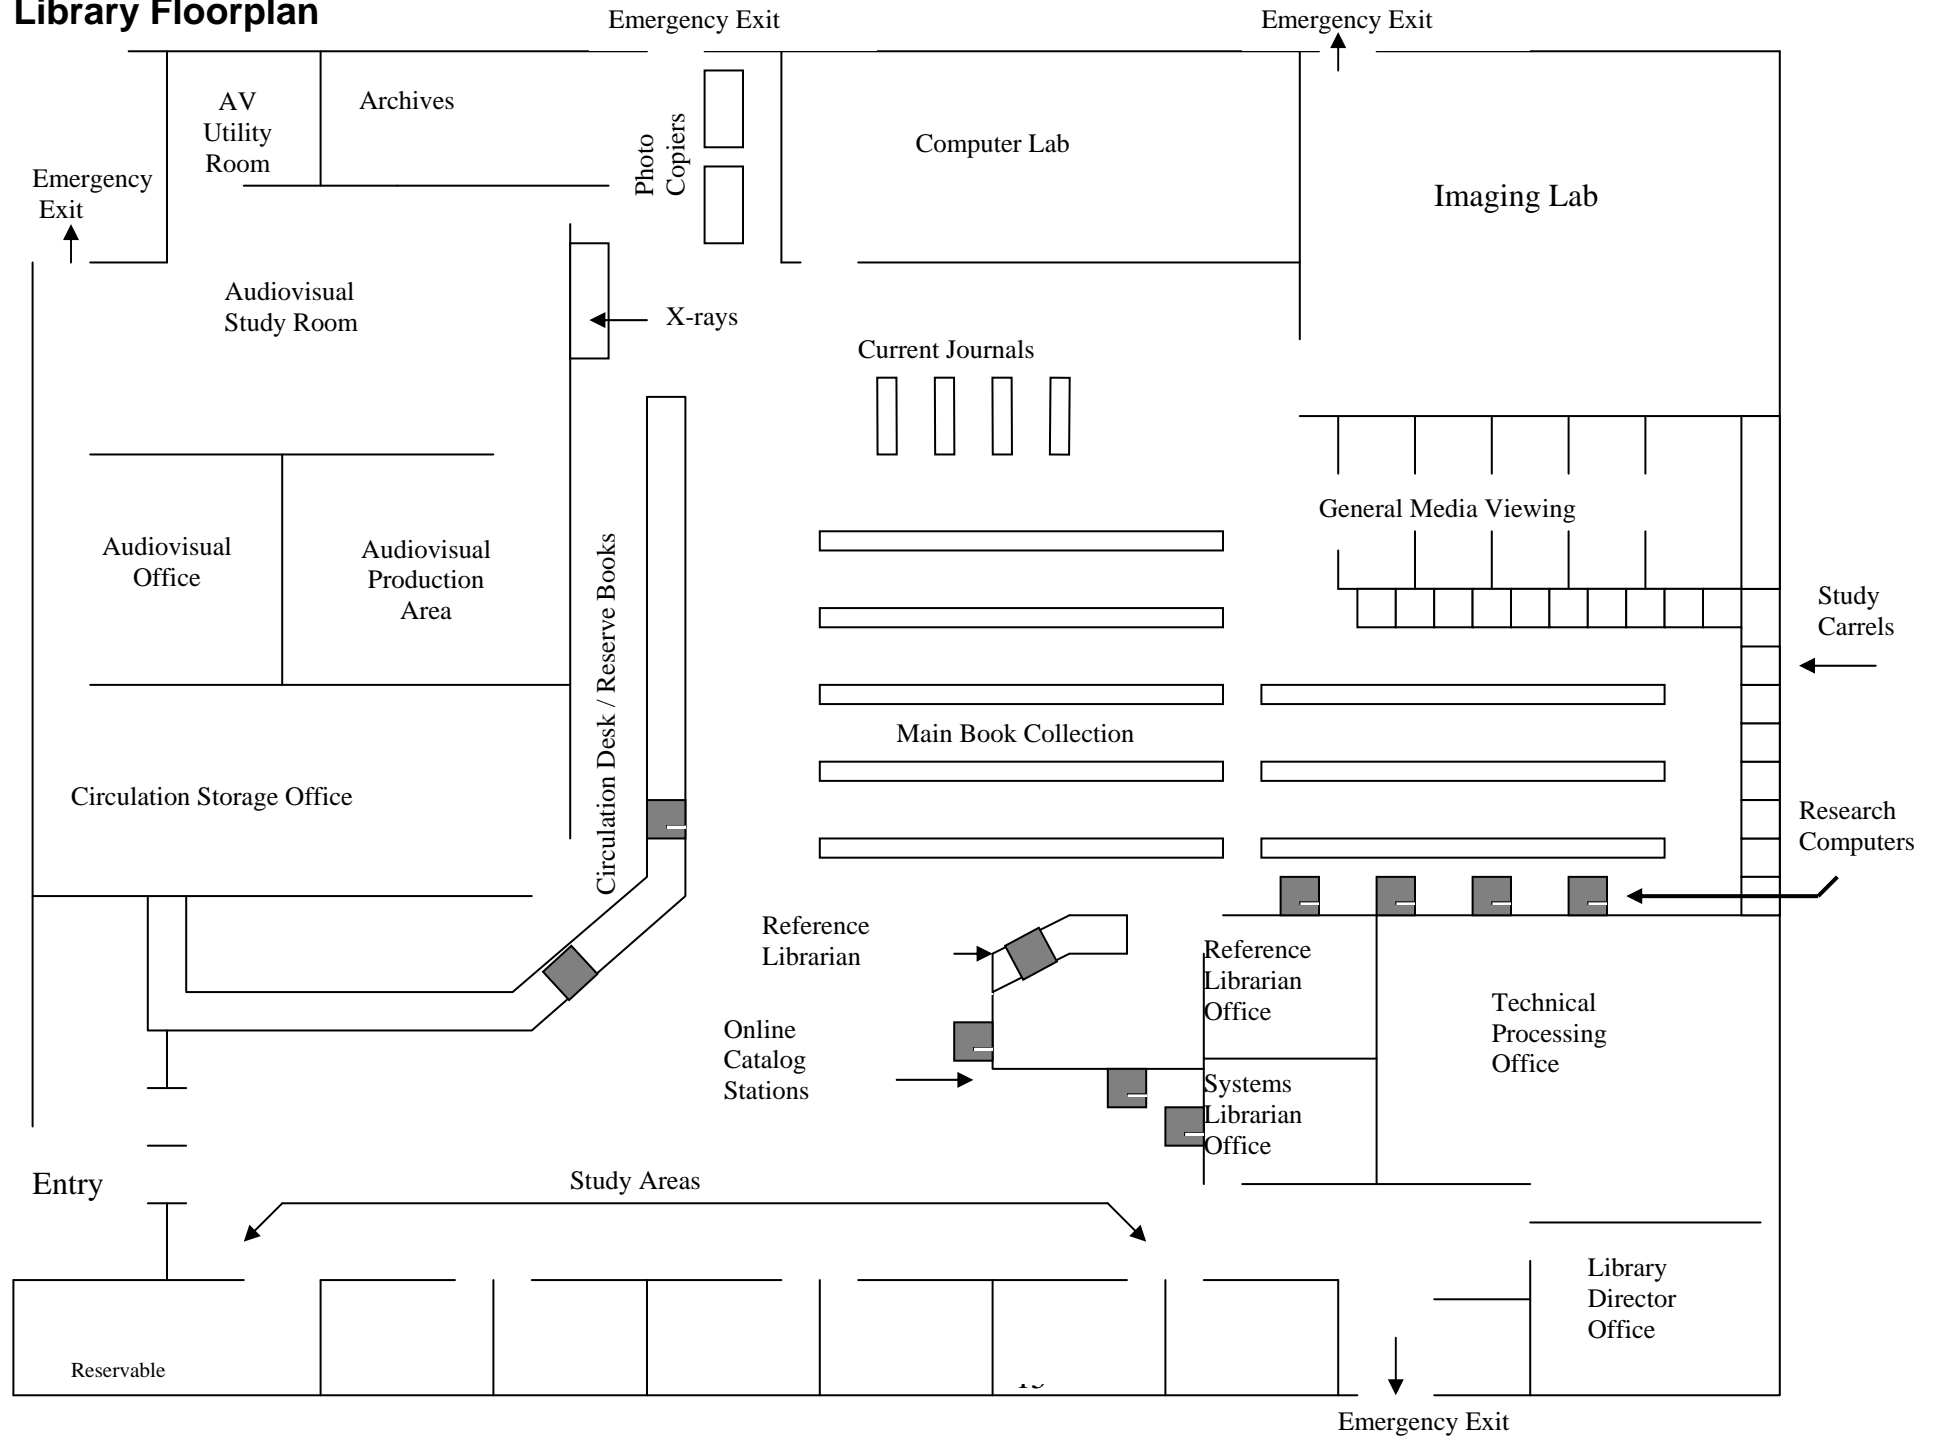 Library Floorplan
Emergency Exit
Emergency Exit
AV
Utility
Room
Archives
Photo
Copiers
Computer Lab
Imaging Lab
Emergency
Exit
Audiovisual
Study Room
X-rays
Current Journals
General Media Viewing
Audiovisual
Office
Audiovisual
Production
Area
Circulation Desk / Reserve Books
Study
Carrels
Main Book Collection
Circulation Storage Office
Research
Computers
Reference
Librarian
Reference
Librarian
Office
Technical
Processing
Office
Online
Catalog
Stations
Systems
Librarian
Office
Entry
Study Areas
Library
Director
Office
Reservable
Emergency Exit